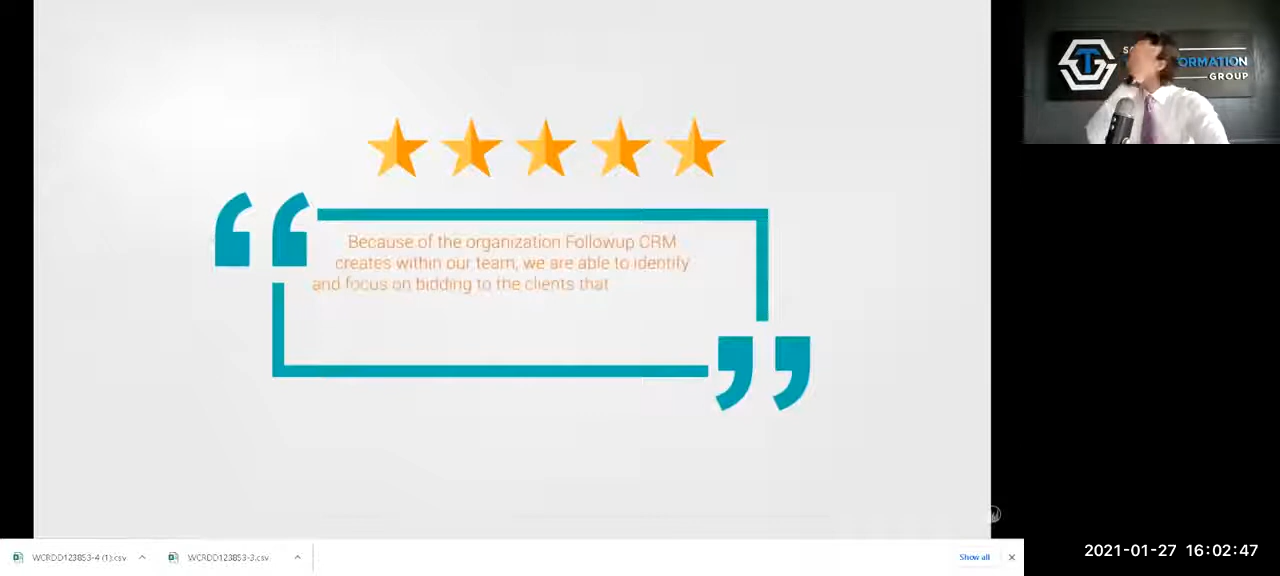 Because of the organization Followup CRM
creates within our team, we are able to identify
and focus on bidding to the clients that
ORMATION
GROUP
WCRDD123853-4 (1).csv
WCRDD123853-3.csv
Show all
2021-01-27 16:02:47